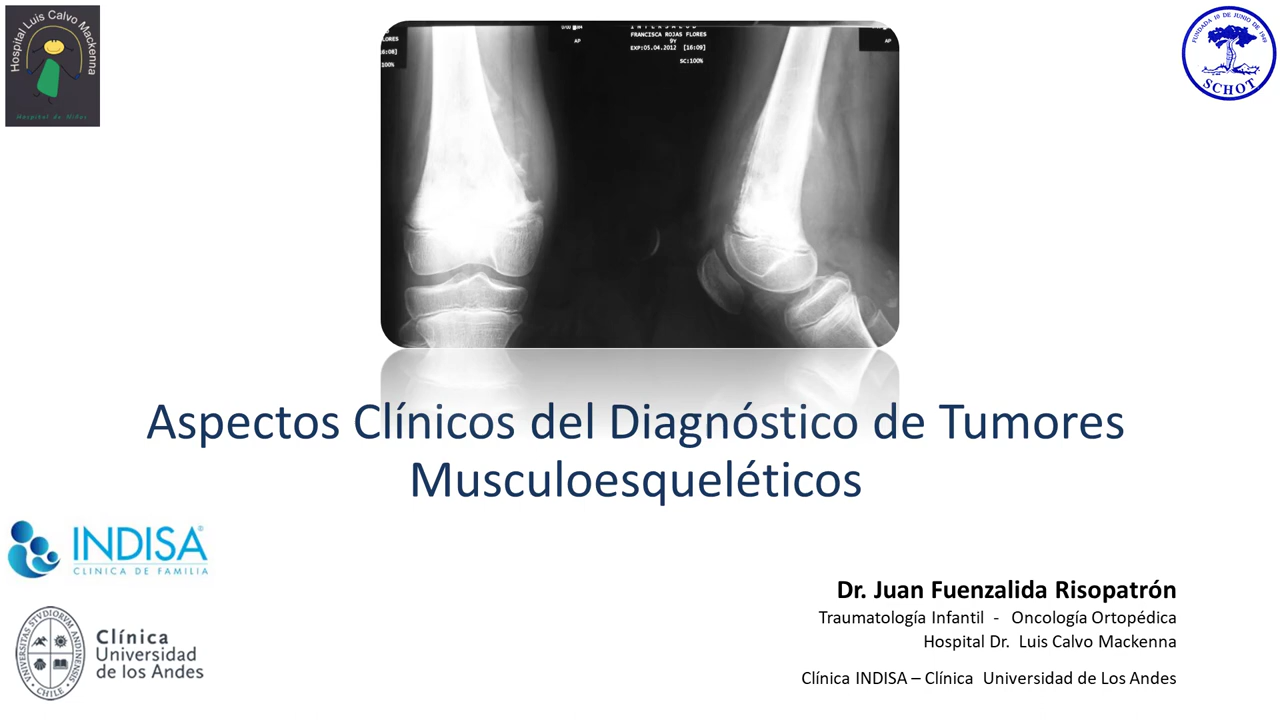 Hospital Luis Calvo Mackenna
Hospital de Niños
LORES
100%
AP
INTERSALUD
FRANCISCA ROJAS FLORES
9Y
EXP:05.04.2012 [16:09]
SC:100%
AP
FUNDADA 10 DE JUNIO DE 1949
SCHOT
Aspectos Clínicos del Diagnóstico de Tumores
Musculoesqueléticos
INDISA®
CLINICA DE FAMILIA
UNIVERSITAS STVDIORVM ANDINENSIS
· CHILE ·
Clínica
Universidad
de los Andes
Dr. Juan Fuenzalida Risopatrón
Traumatología Infantil - Oncología Ortopédica
Hospital Dr. Luis Calvo Mackenna
Clínica INDISA – Clínica Universidad de Los Andes